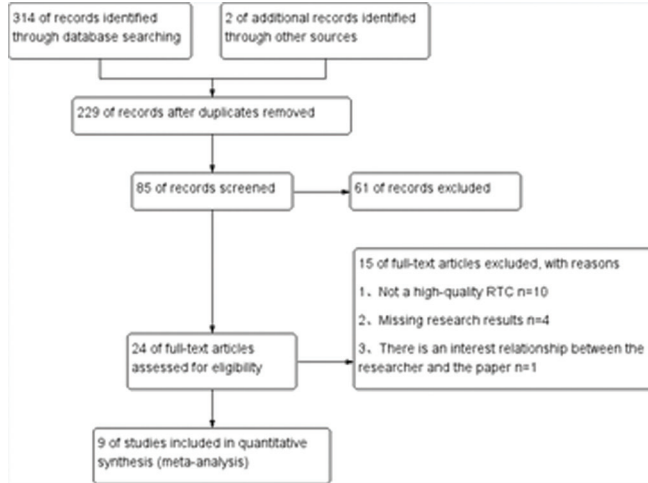 314 of records identified
through database searching
2 of additional records identified
through other sources
229 of records after duplicates removed
85 of records screened
61 of records excluded
15 of full-text articles excluded, with reasons
1、Not a high-quality RTC n=10
2、Missing research results n=4
3、There is an interest relationship between the
researcher and the paper n=1
24 of full-text articles
assessed for eligibility
9 of studies included in quantitative
synthesis (meta-analysis)